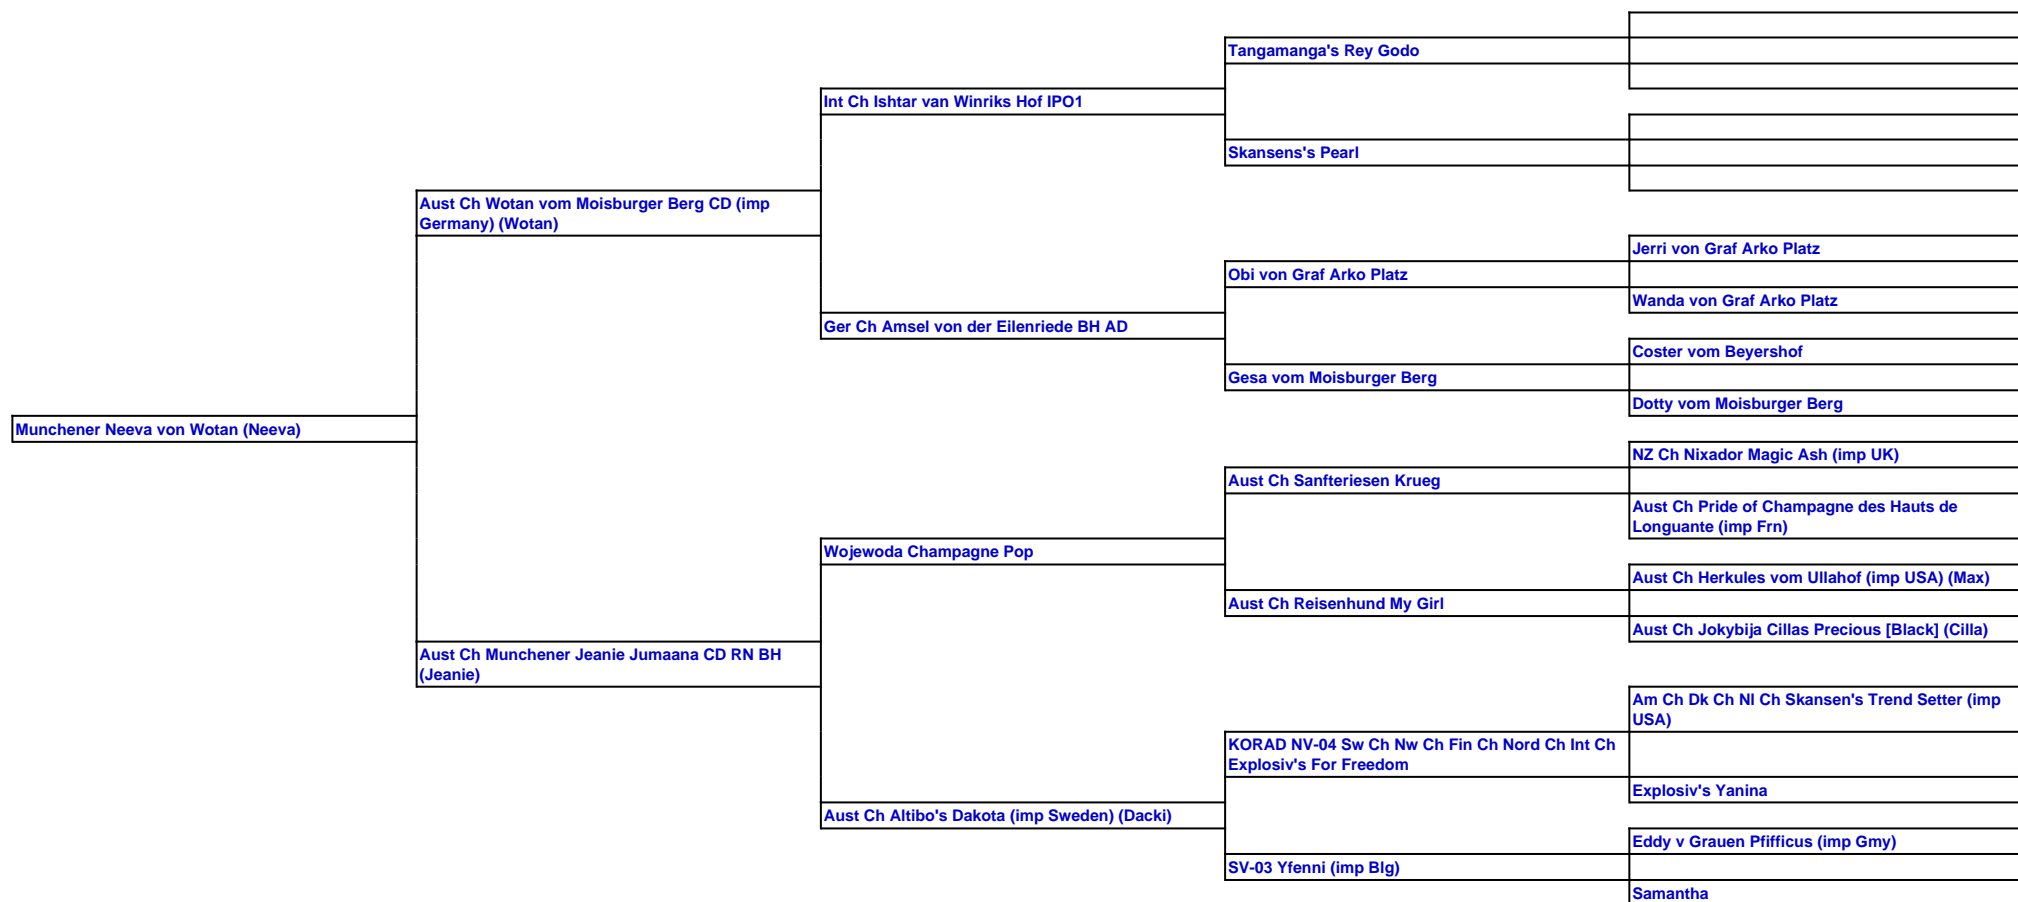 Tangamanga's Rey Godo
Int Ch Ishtar van Winriks Hof IPO1
Skansens's Pearl
Aust Ch Wotan vom Moisburger Berg CD (imp
Germany) (Wotan)
Jerri von Graf Arko Platz
Obi von Graf Arko Platz
Wanda von Graf Arko Platz
Ger Ch Amsel von der Eilenriede BH AD
Coster vom Beyershof
Gesa vom Moisburger Berg
Dotty vom Moisburger Berg
Munchener Neeva von Wotan (Neeva)
NZ Ch Nixador Magic Ash (imp UK)
Aust Ch Sanfteriesen Krueg
Aust Ch Pride of Champagne des Hauts de
Longuante (imp Frn)
Wojewoda Champagne Pop
Aust Ch Herkules vom Ullahof (imp USA) (Max)
Aust Ch Reisenhund My Girl
Aust Ch Jokybija Cillas Precious [Black] (Cilla)
Aust Ch Munchener Jeanie Jumaana CD RN BH
(Jeanie)
Am Ch Dk Ch Nl Ch Skansen's Trend Setter (imp
USA)
KORAD NV-04 Sw Ch Nw Ch Fin Ch Nord Ch Int Ch
Explosiv's For Freedom
Explosiv's Yanina
Aust Ch Altibo's Dakota (imp Sweden) (Dacki)
Eddy v Grauen Pfifficus (imp Gmy)
SV-03 Yfenni (imp Blg)
Samantha